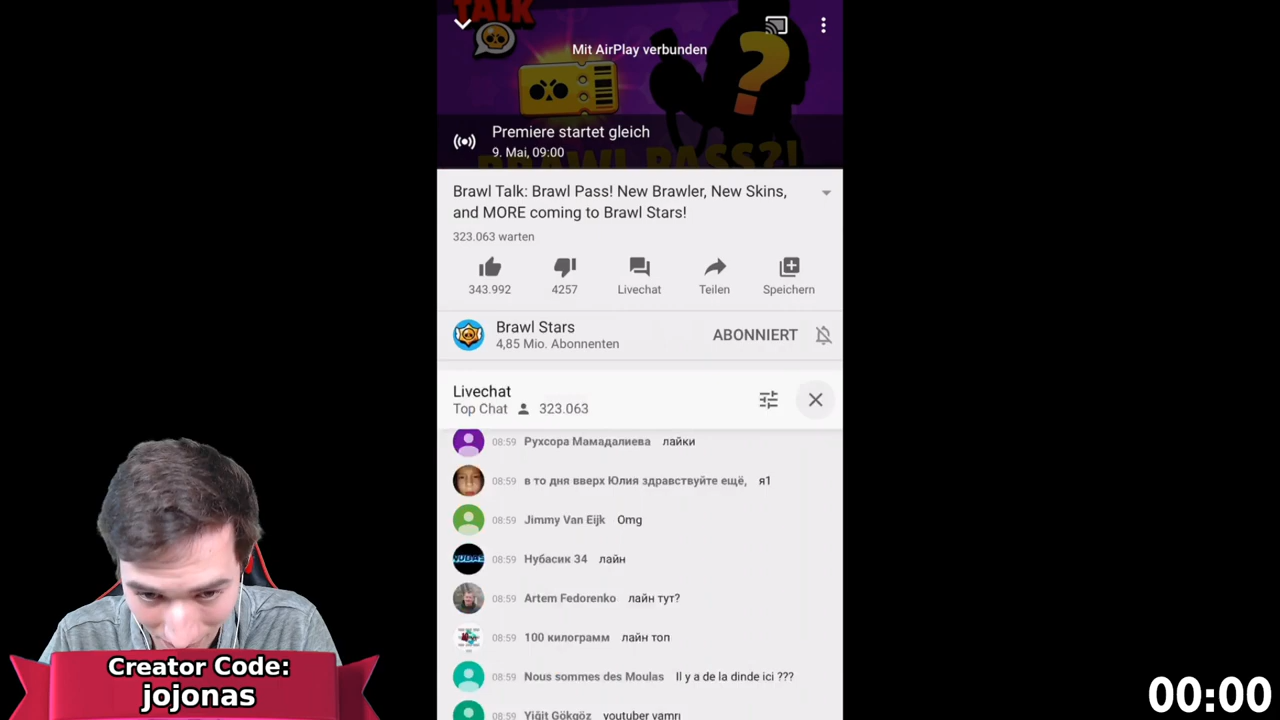 TALK
Mit AirPlay verbunden
?
Premiere startet gleich
9. Mai, 09:00
BRAWL PASS?!
Brawl Talk: Brawl Pass! New Brawler, New Skins,
and MORE coming to Brawl Stars!
323.063 warten
343.992
4257
Livechat
Teilen
Speichern
Brawl Stars
4,85 Mio. Abonnenten
ABONNIERT
Livechat
Top Chat 323.063
08:59 Рухсора Мамадалиева лайки
08:59 в то дня вверх Юлия здравствуйте ещё, я1
08:59 Jimmy Van Eijk Omg
08:59 Нубасик 34 лайн
08:59 Artem Fedorenko лайн тут?
08:59 100 килограмм лайн топ
08:59 Nous sommes des Moulas Il y a de la dinde ici ???
08:59 Yiğit Gökgöz youtuber
Creator Code:
jojonas
00:00